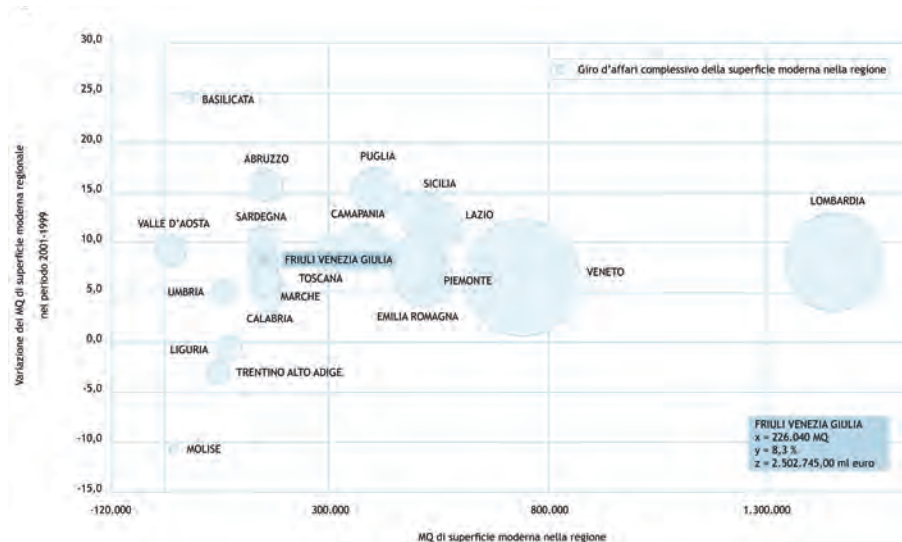 30,0
Giro d'affari complessivo della superficie moderna nella regione
25,0
BASILICATA
20,0
ABRUZZO
PUGLIA
15,0
SICILIA
LOMBARDIA
SARDEGNA
CAMAPANIA
LAZIO
VALLE D'AOSTA
10,0
FRIULI VENEZIA GIULIA
VENETO
TOSCANA
PIEMONTE
5,0
UMBRIA
MARCHE
CALABRIA
EMILIA ROMAGNA
0,0
LIGURIA
TRENTINO ALTO ADIGE.
-5,0
FRIULI VENEZIA GIULIA
x = 226.040 MQ
y = 8,3 %
z = 2.502.745,00 ml euro
-10,0
MOLISE
-15,0
-120,000
300.000
800.000
1.300.000
MQ di superficie moderna nella regione
Variazione dei MQ di superficie moderna regionale
nel periodo 2001-1999